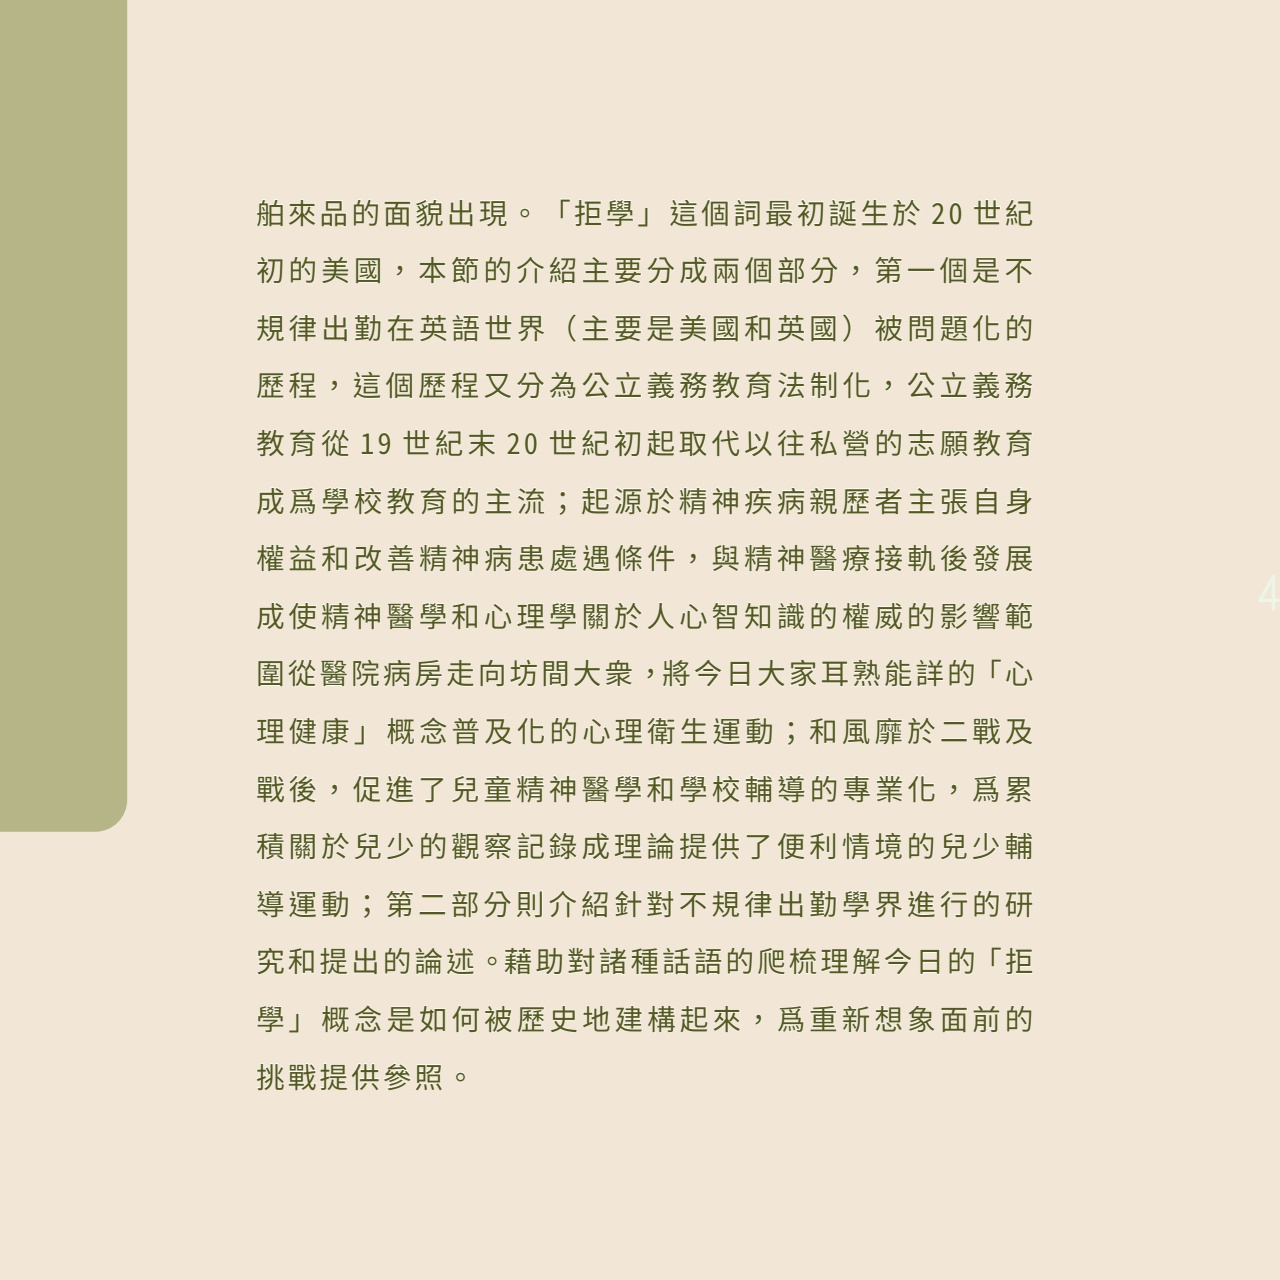 舶來品的面貌出現。「拒學」這個詞最初誕生於 20 世紀
初的美國，本節的介紹主要分成兩個部分，第一個是不
規律出勤在英語世界（主要是美國和英國）被問題化的
歷程，這個歷程又分為公立義務教育法制化，公立義務
教育從 19 世紀末 20 世紀初起取代以往私營的志願教育
成爲學校教育的主流；起源於精神疾病親歷者主張自身
權益和改善精神病患處遇條件，與精神醫療接軌後發展
成使精神醫學和心理學關於人心智知識的權威的影響範
圍從醫院病房走向坊間大衆，將今日大家耳熟能詳的「心
理健康」概念普及化的心理衛生運動；和風靡於二戰及
戰後，促進了兒童精神醫學和學校輔導的專業化，爲累
積關於兒少的觀察記錄成理論提供了便利情境的兒少輔
導運動；第二部分則介紹針對不規律出勤學界進行的研
究和提出的論述。藉助對諸種話語的爬梳理解今日的「拒
學」概念是如何被歷史地建構起來，爲重新想象面前的
挑戰提供參照。
4